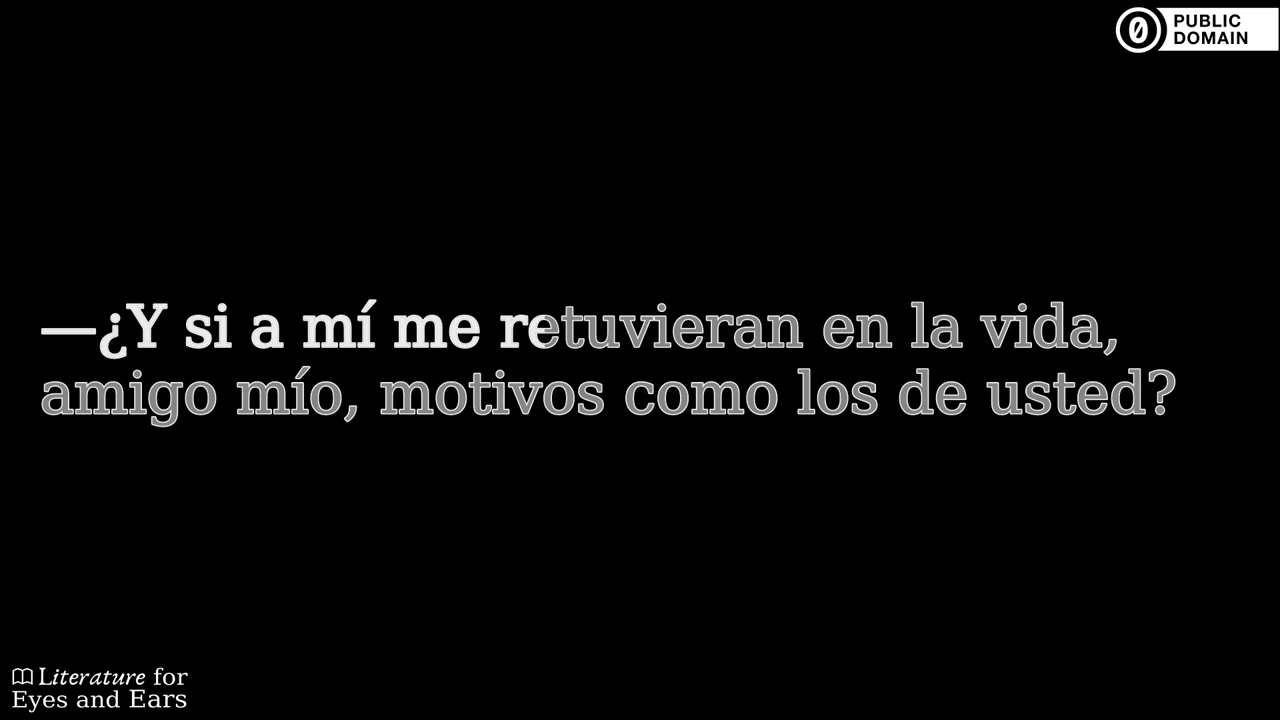 PUBLIC
DOMAIN
—¿Y si a mí me retuvieran en la vida,
amigo mío, motivos como los de usted?
Literature for
Eyes and Ears